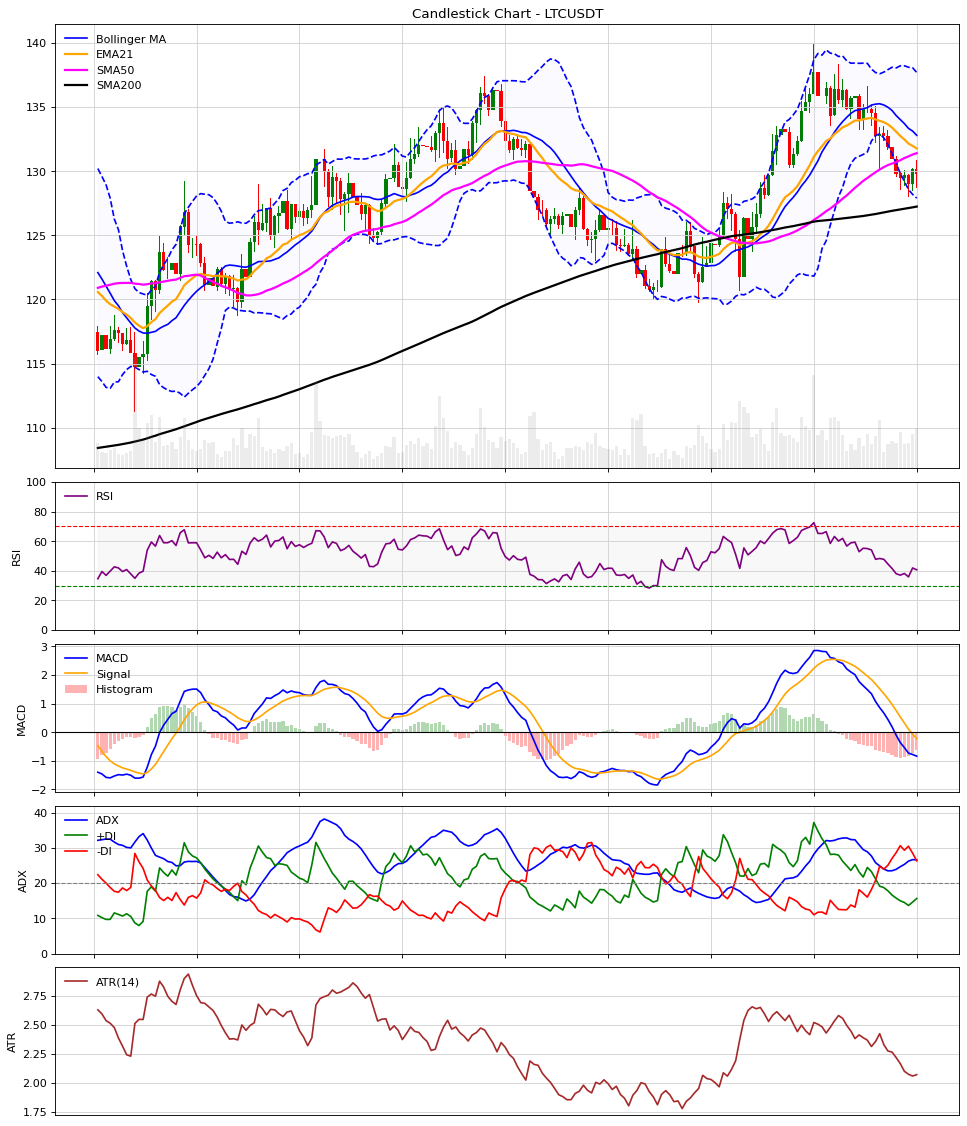 Candlestick Chart - LTCUSDT
Bollinger MA
EMA21
SMA50
SMA200
140
135
130
125
120
115
110
RSI
RSI
100
80
60
40
20
0
MACD
Signal
Histogram
MACD
3
2
1
0
−1
−2
ADX
+DI
-DI
ADX
40
30
20
10
0
ATR(14)
ATR
2.75
2.50
2.25
2.00
1.75